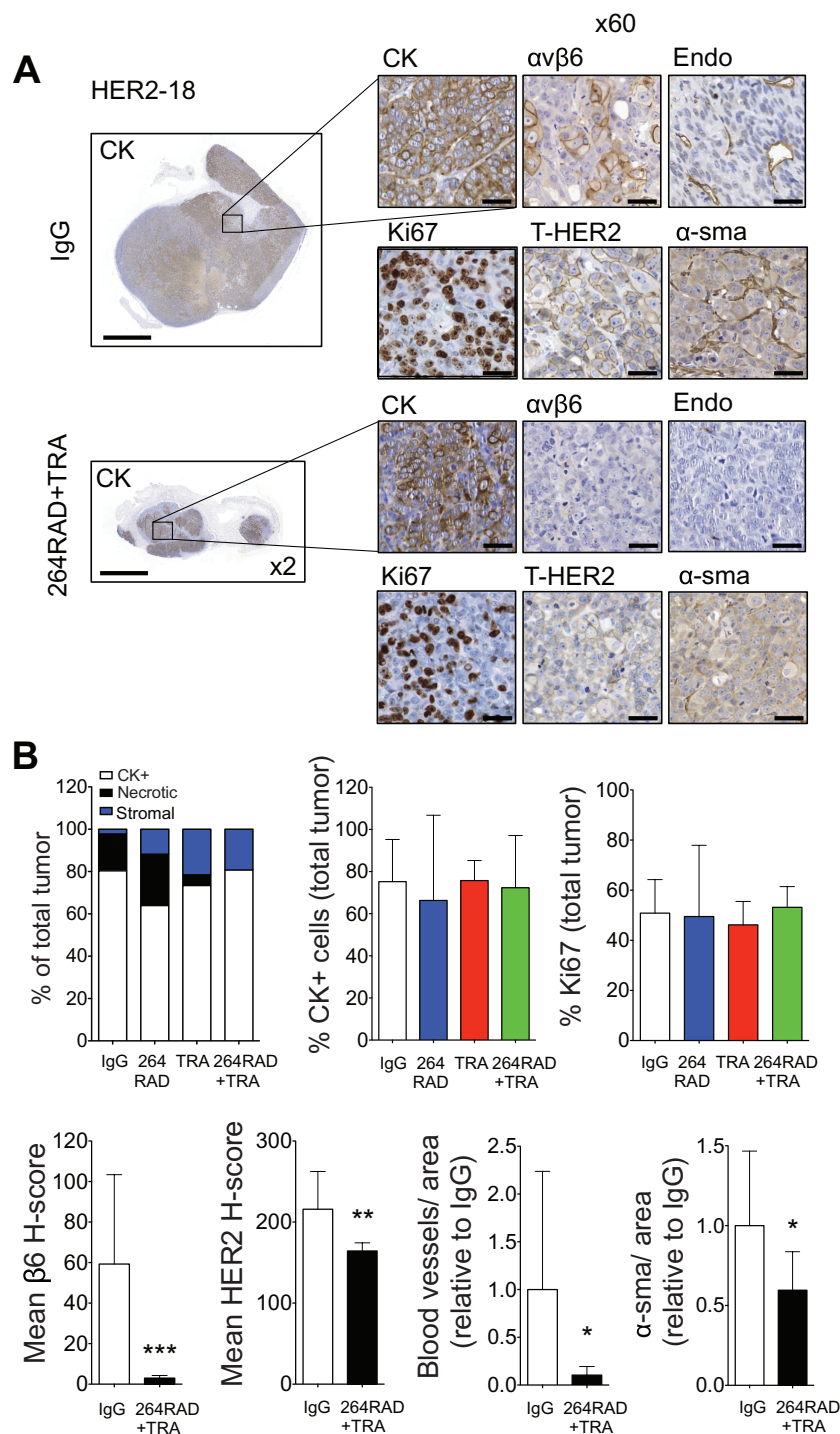 x60
A
HER2-18
CK
αvβ6
Endo
CK
IgG
Ki67
T-HER2
α-sma
CK
αvβ6
Endo
264RAD+TRA
CK
x2
Ki67
T-HER2
α-sma
B
CK+
Necrotic
Stromal
% of total tumor
120
100
80
60
40
20
0
IgG
264
RAD
TRA
264RAD
+TRA
% CK+ cells (total tumor)
120
100
80
60
40
20
0
IgG
264
RAD
TRA
264RAD
+TRA
% Ki67 (total tumor)
100
80
60
40
20
0
IgG
264
RAD
TRA
264RAD
+TRA
Mean β6 H-score
120
100
80
60
40
20
0
***
IgG
264RAD
+TRA
Mean HER2 H-score
300
200
100
0
**
IgG
264RAD
+TRA
Blood vessels/ area
(relative to IgG)
2.5
2.0
1.5
1.0
0.5
0.0
*
IgG
264RAD
+TRA
α-sma/ area
(relative to IgG)
1.5
1.0
0.5
0.0
*
IgG
264RAD
+TRA